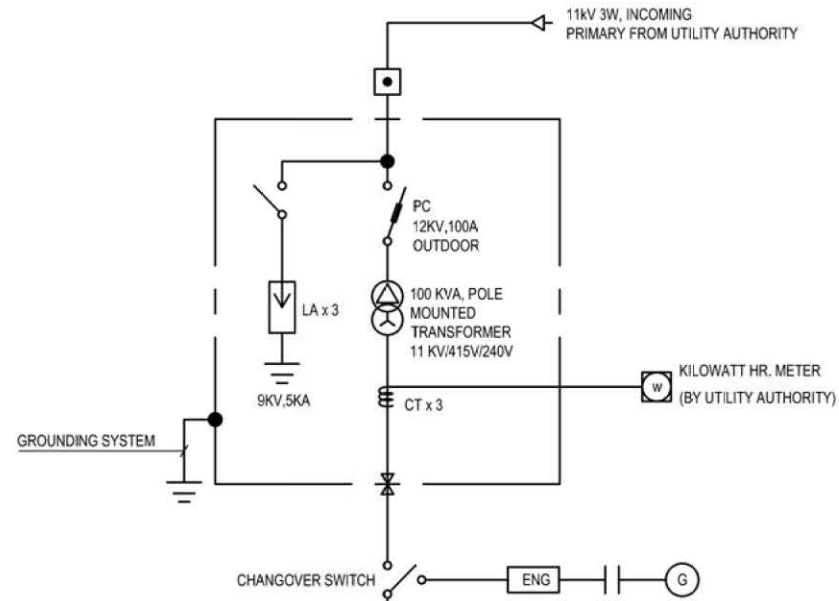 11kV 3W, INCOMING
PRIMARY FROM UTILITY AUTHORITY
PC
12KV,100A
OUTDOOR
LA x 3
100 KVA, POLE
MOUNTED
TRANSFORMER
11 KV/415V/240V
9KV,5KA
CT x 3
W
KILOWATT HR. METER
(BY UTILITY AUTHORITY)
GROUNDING SYSTEM
CHANGOVER SWITCH
ENG
G